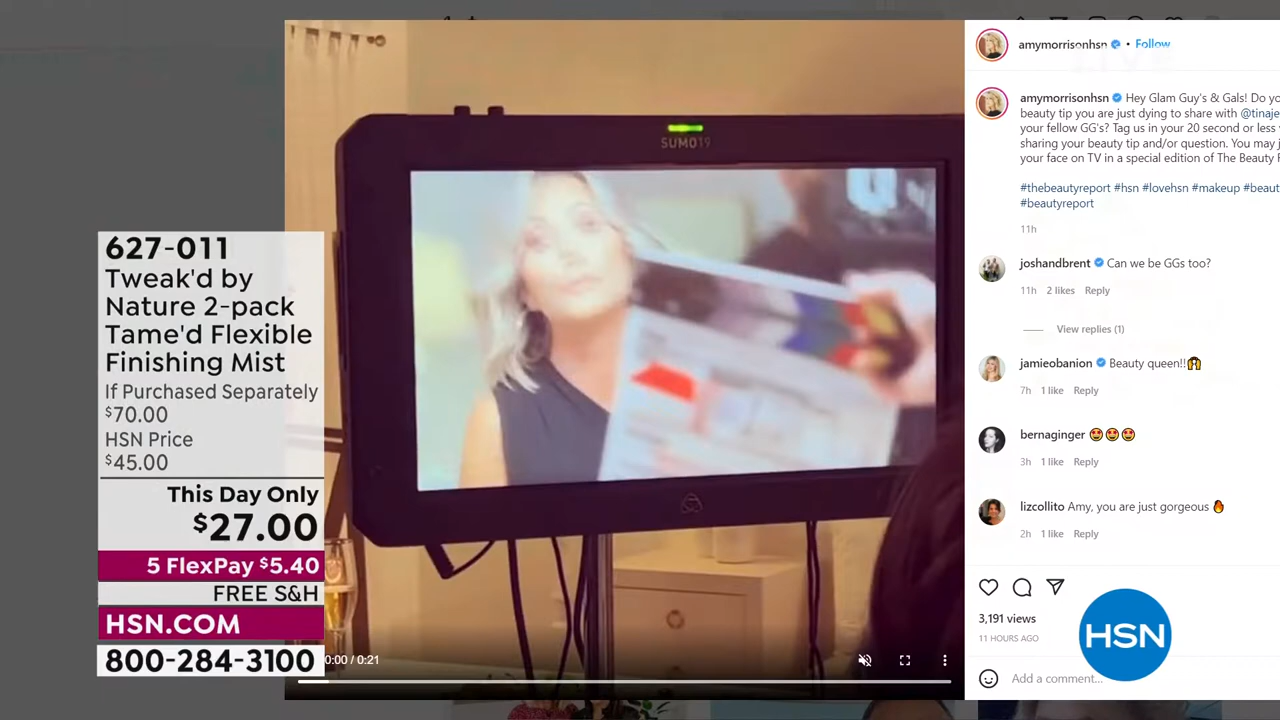 627-011
Tweak'd by
Nature 2-pack
Tame'd Flexible
Finishing Mist
If Purchased Separately
$70.00
HSN Price
$45.00
This Day Only
$27.00
5 FlexPay $5.40
FREE S&H
HSN.COM
800-284-3100
SUMO19
0:00 / 0:21
amymorrisonhsn • Follow
amymorrisonhsn Hey Glam Guy's & Gals! Do yo
beauty tip you are just dying to share with @tinaje
your fellow GG's? Tag us in your 20 second or less
sharing your beauty tip and/or question. You may j
your face on TV in a special edition of The Beauty
#thebeautyreport #hsn #lovehsn #makeup #beaut
#beautyreport
11h
joshandbrent Can we be GGs too?
11h 2 likes Reply
View replies (1)
jamieobanion Beauty queen!!🙌
7h 1 like Reply
bernaginger 😍😍😍
3h 1 like Reply
lizcollito Amy, you are just gorgeous 🔥
2h 1 like Reply
3,191 views
11 HOURS AGO
Add a comment...
HSN